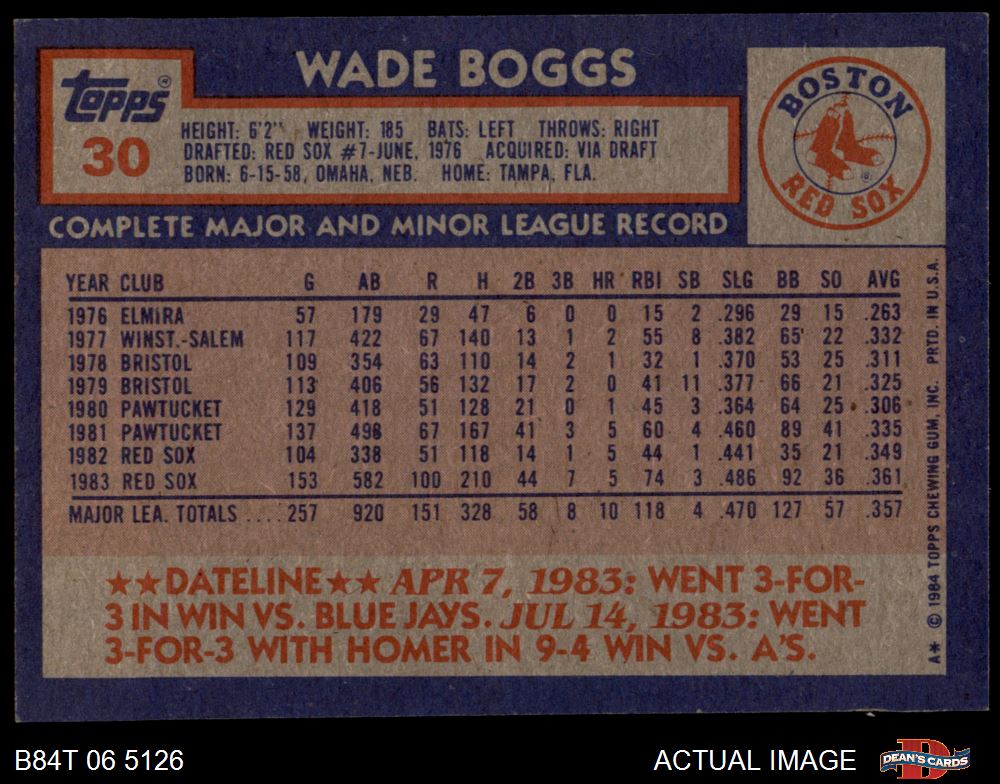 WADE BOGGS
Topps®
30
HEIGHT: 6'2" WEIGHT: 185 BATS: LEFT THROWS: RIGHT
DRAFTED: RED SOX #7-JUNE, 1976 ACQUIRED: VIA DRAFT
BORN: 6-15-58, OMAHA, NEB. HOME: TAMPA, FLA.
BOSTON
RED SOX
®
COMPLETE MAJOR AND MINOR LEAGUE RECORD
YEAR CLUB G AB R H 2B 3B HR RBI SB SLG BB SO AVG
1976 ELMIRA 57 179 29 47 6 0 0 15 2 .296 29 15 .263
1977 WINST.-SALEM 117 422 67 140 13 1 2 55 8 .382 65 22 .332
1978 BRISTOL 109 354 63 110 14 2 1 32 1 .370 53 25 .311
1979 BRISTOL 113 406 56 132 17 2 0 41 11 .377 66 21 .325
1980 PAWTUCKET 129 418 51 128 21 0 1 45 3 .364 64 25 .306
1981 PAWTUCKET 137 498 67 167 41 3 5 60 4 .460 89 41 .335
1982 RED SOX 104 338 51 118 14 1 5 44 1 .441 35 21 .349
1983 RED SOX 153 582 100 210 44 7 5 74 3 .486 92 36 .361
MAJOR LEA. TOTALS .... 257 920 151 328 58 8 10 118 4 .470 127 57 .357
★★DATELINE★★ APR 7, 1983: WENT 3-FOR-
3 IN WIN VS. BLUE JAYS. JUL 14, 1983: WENT
3-FOR-3 WITH HOMER IN 9-4 WIN VS. A'S.
A* © 1984 TOPPS CHEWING GUM, INC. PRTD. IN U.S.A.
B84T 06 5126
ACTUAL IMAGE
DEAN'S CARDS